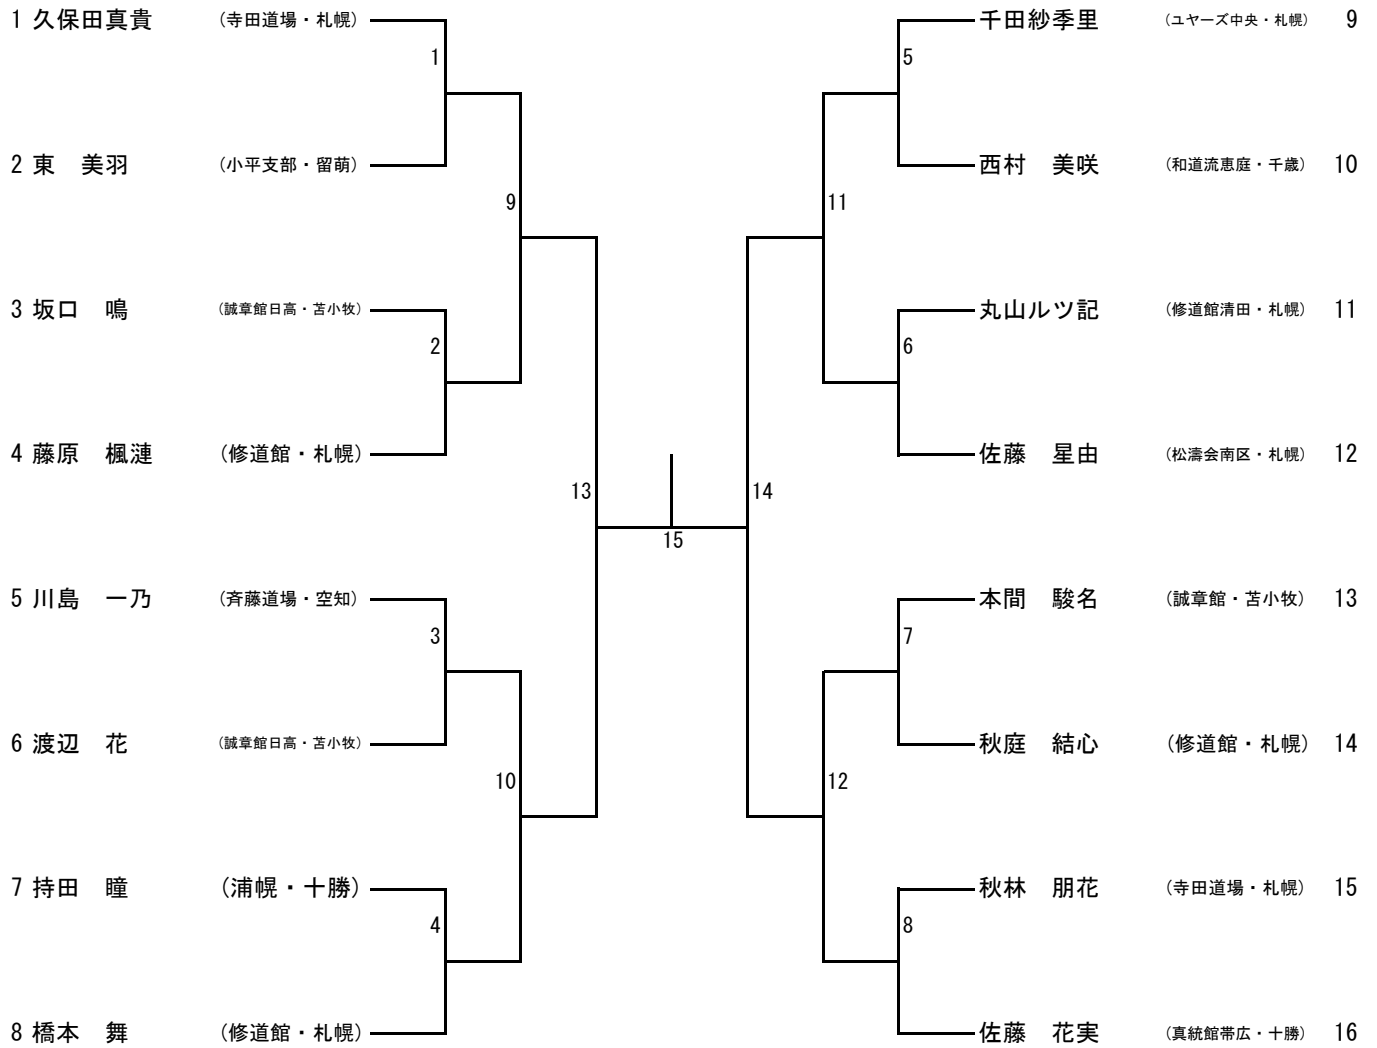 1 久保田真貴 (寺田道場・札幌)
1
2 東　美羽 (小平支部・留萌)
9
3 坂口　鳴 (誠章館日高・苫小牧)
2
4 藤原　楓漣 (修道館・札幌)
13
5 川島　一乃 (斉藤道場・空知)
3
6 渡辺　花 (誠章館日高・苫小牧)
10
7 持田　瞳 (浦幌・十勝)
4
8 橋本　舞 (修道館・札幌)
15
千田紗季里 (ユヤーズ中央・札幌) 9
5
西村　美咲 (和道流恵庭・千歳) 10
11
丸山ルツ記 (修道館清田・札幌) 11
6
佐藤　星由 (松濤会南区・札幌) 12
14
本間　駿名 (誠章館・苫小牧) 13
7
秋庭　結心 (修道館・札幌) 14
12
秋林　朋花 (寺田道場・札幌) 15
8
佐藤　花実 (真統館帯広・十勝) 16